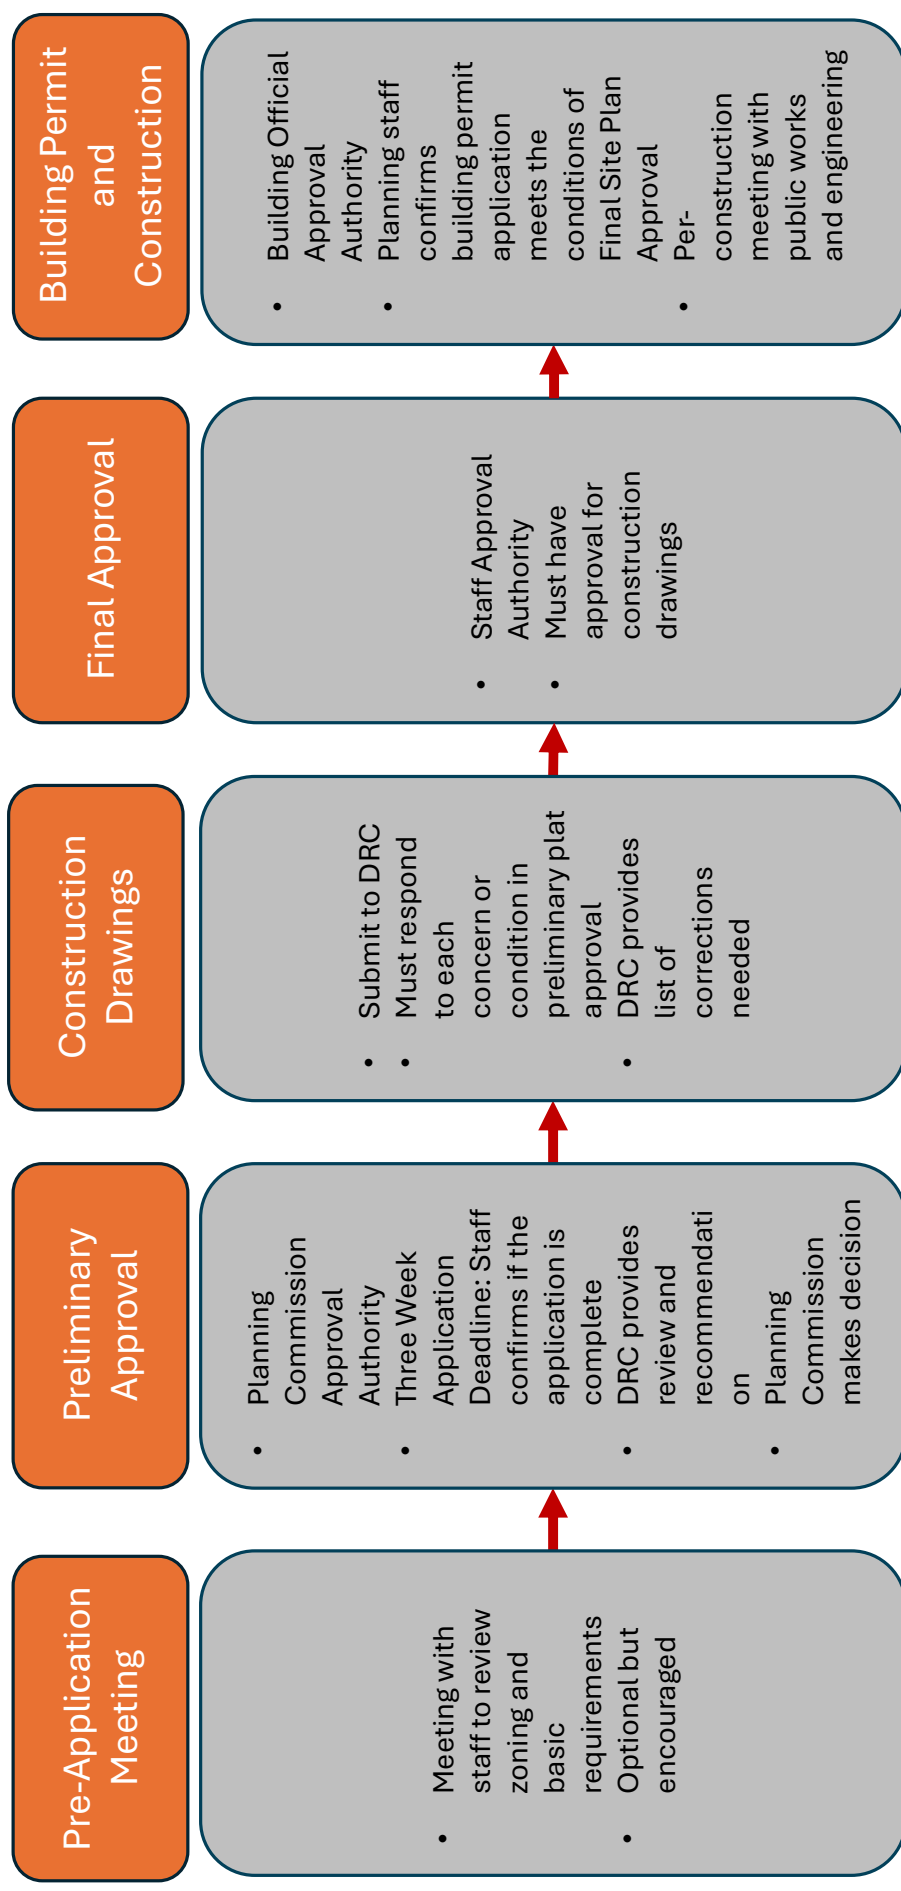 Pre-Application
Meeting
• Meeting with
staff to review
zoning and
basic
requirements
• Optional but
encouraged
Preliminary
Approval
• Planning
Commission
Approval
Authority
• Three Week
Application
Deadline: Staff
confirms if the
application is
complete
• DRC provides
review and
recommendati
on
• Planning
Commission
makes decision
Construction
Drawings
• Submit to DRC
• Must respond
to each
concern or
condition in
preliminary plat
approval
• DRC provides
list of
corrections
needed
Final Approval
• Staff Approval
Authority
• Must have
approval for
construction
drawings
Building Permit
and
Construction
• Building Official
Approval
Authority
• Planning staff
confirms
building permit
application
meets the
conditions of
Final Site Plan
Approval
• Per-
construction
meeting with
public works
and engineering